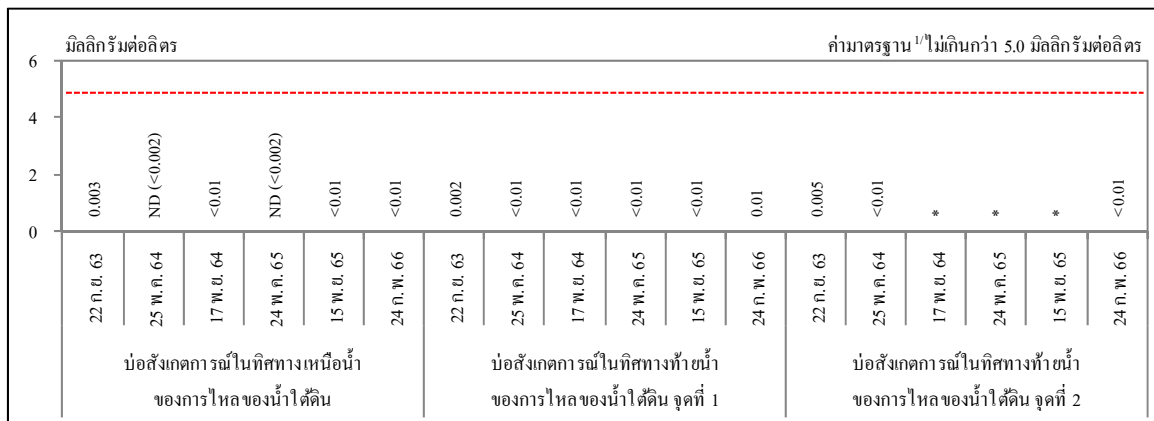 มิลลิกรัมต่อลิตร
ค่ามาตรฐาน 1/ ไม่เกินกว่า 5.0 มิลลิกรัมต่อลิตร
6
4
2
0
0.003 ND (<0.002) <0.01 ND (<0.002) <0.01 <0.01 0.002 <0.01 <0.01 <0.01 <0.01 0.01 0.005 <0.01 * * * <0.01
22 ก.ย. 63 25 พ.ค. 64 17 พ.ย. 64 24 พ.ค. 65 15 พ.ย. 65 24 ก.พ. 66 22 ก.ย. 63 25 พ.ค. 64 17 พ.ย. 64 24 พ.ค. 65 15 พ.ย. 65 24 ก.พ. 66 22 ก.ย. 63 25 พ.ค. 64 17 พ.ย. 64 24 พ.ค. 65 15 พ.ย. 65 24 ก.พ. 66
บ่อสังเกตการณ์ในทิศทางเหนือน้ำ
ของการไหลของน้ำใต้ดิน
บ่อสังเกตการณ์ในทิศทางท้ายน้ำ
ของการไหลของน้ำใต้ดิน จุดที่ 1
บ่อสังเกตการณ์ในทิศทางท้ายน้ำ
ของการไหลของน้ำใต้ดิน จุดที่ 2